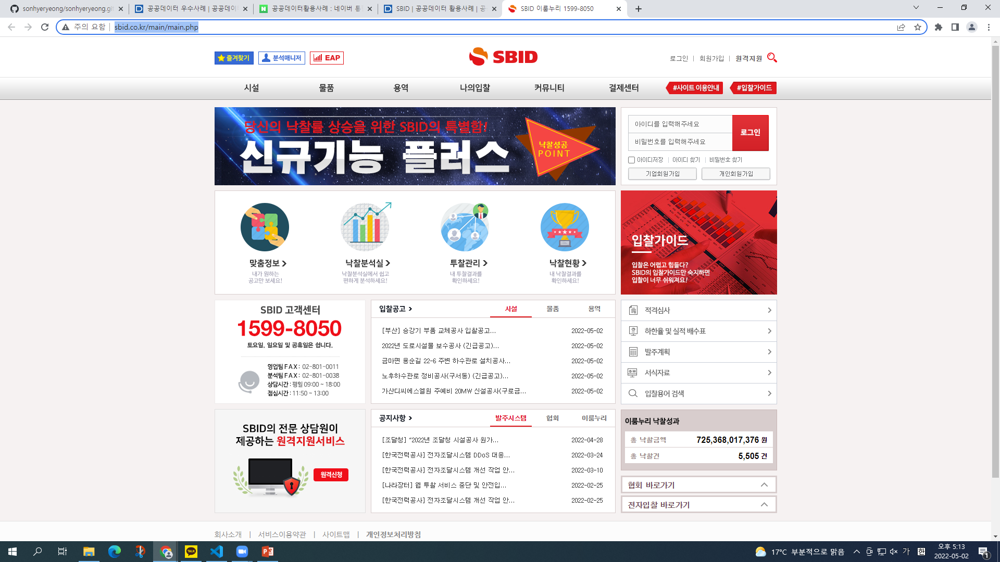 sonhyeryeong/sonhyeryeong.git
공공데이터 우수사례 | 공공데이
공공데이터활용사례 : 네이버 통
SBID | 공공데이터 활용사례 | 공
SBID 이룸누리 1599-8050
주의 요함
sbid.co.kr/main/main.php
즐겨찾기
분석매니저
EAP
SBID
로그인 | 회원가입 | 원격지원
시설
물품
용역
나의입찰
커뮤니티
결제센터
#사이트 이용안내
#입찰가이드
당신의 낙찰률 상승을 위한 SBID의 특별함!
신규기능 플러스
낙찰성공
POINT
아이디를 입력해주세요
비밀번호를 입력해주세요
로그인
아이디저장 | 아이디 찾기 | 비밀번호 찾기
기업회원가입
개인회원가입
맞춤정보
내가 원하는
공고만 보세요!
낙찰분석실
낙찰분석실에서 쉽고
편하게 분석하세요!
투찰관리
내 투찰결과를
확인하세요!
낙찰현황
내 낙찰결과를
확인하세요!
입찰가이드
입찰은 어렵고 힘들다?
SBID의 입찰가이드만 숙지하면
입찰이 너무 쉬워져요!
SBID 고객센터
1599-8050
토요일, 일요일 및 공휴일은 쉽니다.
영업팀 F A X : 02-801-0011
분석팀 F A X : 02-801-0038
상담시간 : 평일 09:00 ~ 18:00
점심시간 : 11:50 ~ 13:00
입찰공고
시설
물품
용역
[부산] 승강기 부품 교체공사 입찰공고... 2022-05-02
2022년 도로시설물 보수공사 (긴급공고)... 2022-05-02
금마면 용순길 22-6 주변 하수관로 설치공사... 2022-05-02
노후하수관로 정비공사(구서동) (긴급공고)... 2022-05-02
가산디씨에스엘원 주예비 20MW 신설공사(구로금... 2022-05-02
적격심사
하한율 및 실적 배수표
발주계획
서식자료
입찰용어 검색
SBID의 전문 상담원이
제공하는 원격지원서비스
원격신청
공지사항
발주시스템
협회
이룸누리
[조달청] “2022년 조달청 시설공사 원가... 2022-04-28
[한국전력공사] 전자조달시스템 DDoS 대응... 2022-03-24
[한국전력공사] 전자조달시스템 개선 작업 안... 2022-03-10
[나라장터] 웹 투찰 서비스 중단 및 안전입... 2022-02-25
[한국전력공사] 전자조달시스템 개선 작업 안... 2022-02-25
이룸누리 낙찰성과
총 낙찰금액 725,368,017,376 원
총 낙찰건 5,505 건
협회 바로가기
전자입찰 바로가기
회사소개 | 서비스이용약관 | 사이트맵 | 개인정보처리방침
TALK
17°C 부분적으로 맑음
가
한
오후 5:13
2022-05-02
1